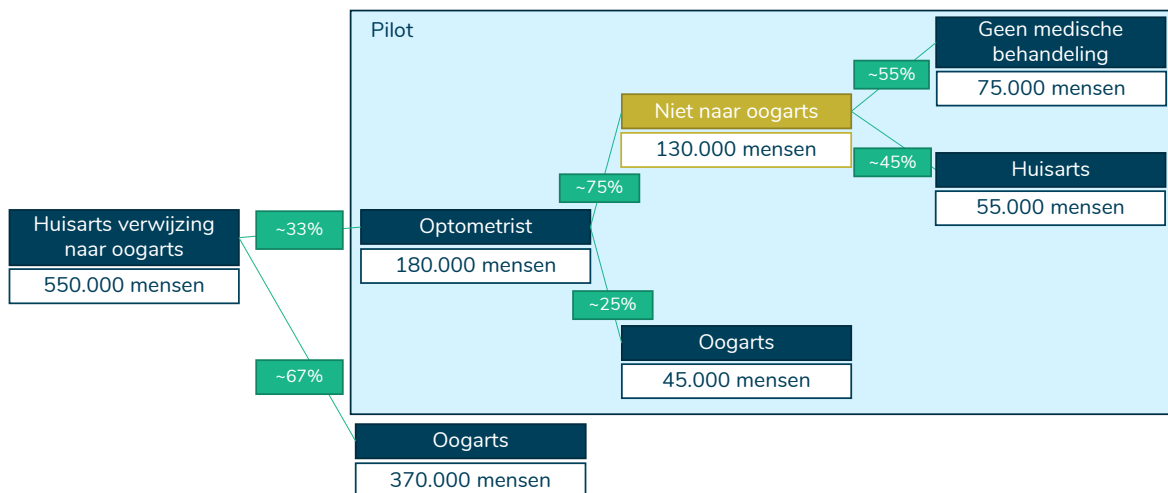 Pilot
Geen medische
behandeling
75.000 mensen
~55%
Niet naar oogarts
130.000 mensen
~45%
Huisarts
55.000 mensen
~75%
Huisarts verwijzing
naar oogarts
550.000 mensen
~33%
Optometrist
180.000 mensen
~25%
Oogarts
45.000 mensen
~67%
Oogarts
370.000 mensen